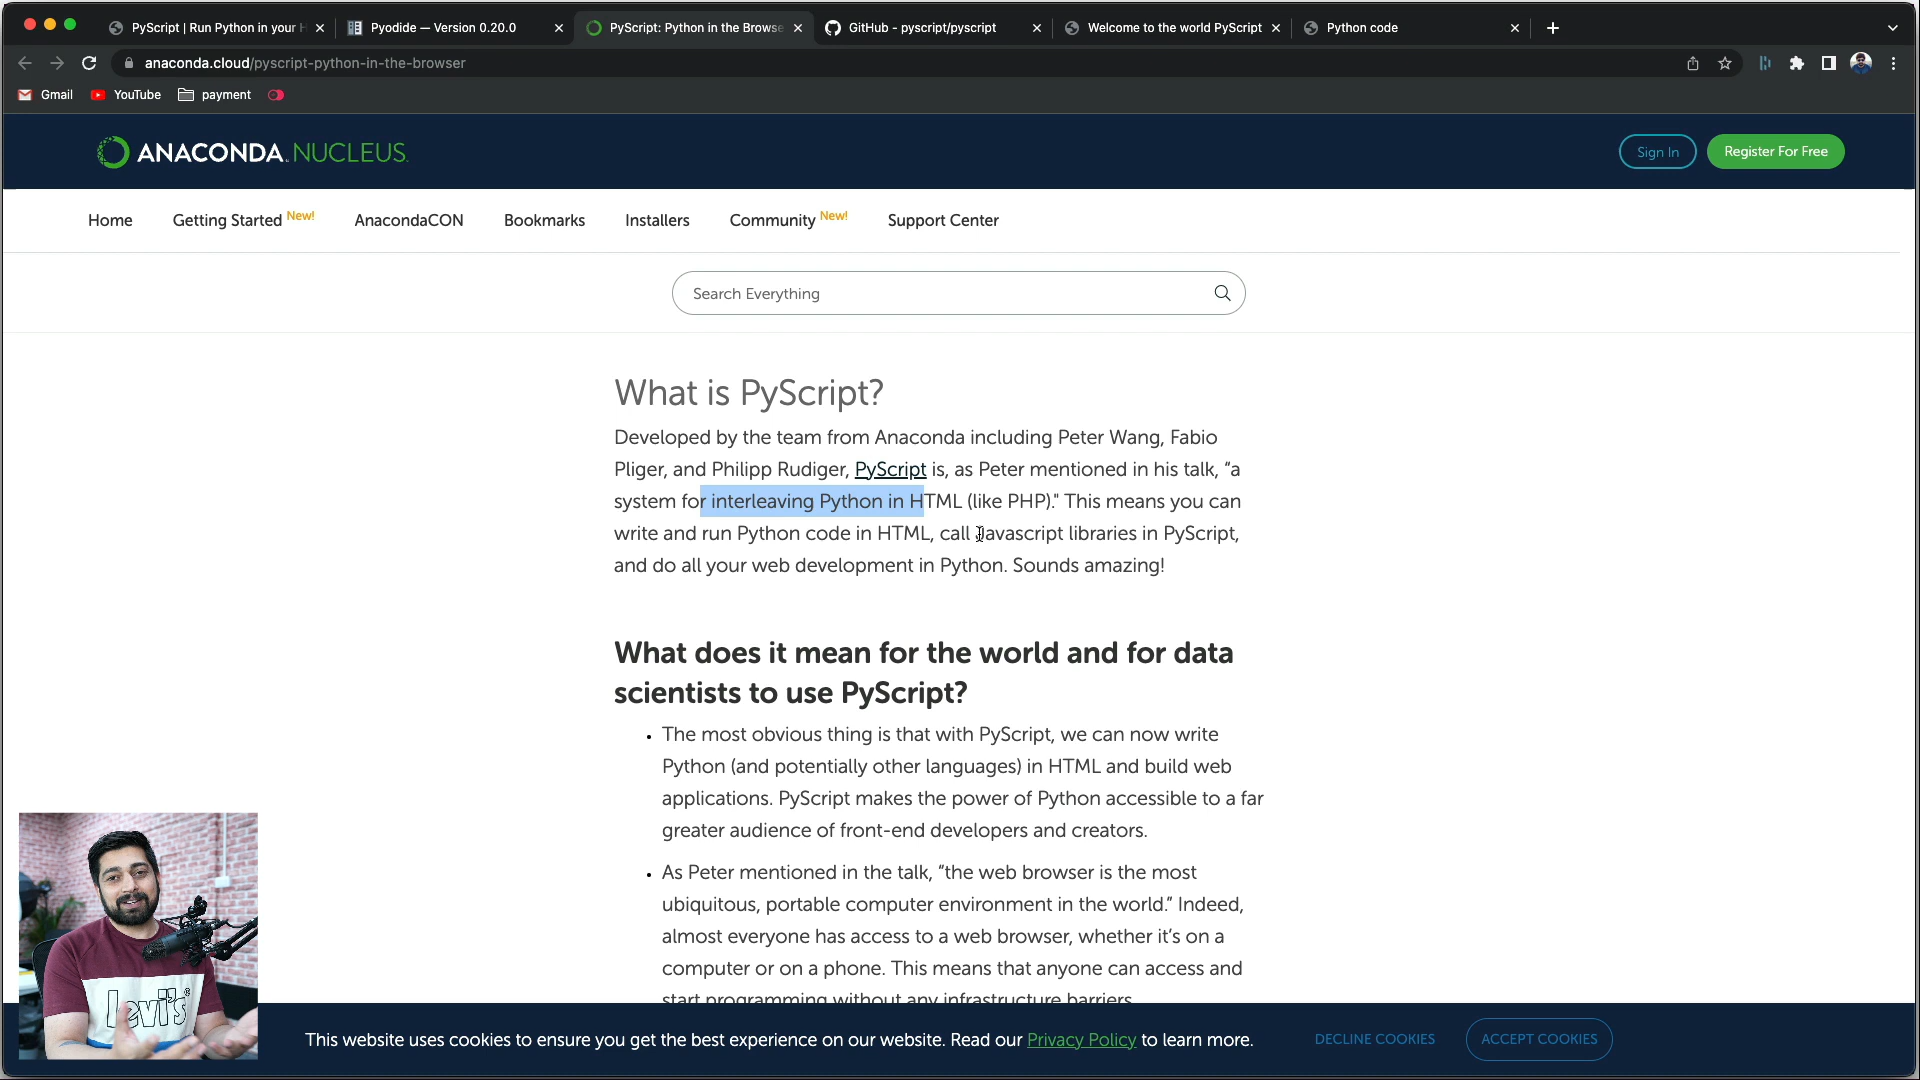 PyScript | Run Python in your H
Pyodide — Version 0.20.0
PyScript: Python in the Browse
GitHub - pyscript/pyscript
Welcome to the world PyScript
Python code
anaconda.cloud/pyscript-python-in-the-browser
Gmail
YouTube
payment
ANACONDA NUCLEUS.
Sign In
Register For Free
Home
Getting Started New!
AnacondaCON
Bookmarks
Installers
Community New!
Support Center
Search Everything
What is PyScript?
Developed by the team from Anaconda including Peter Wang, Fabio
Pliger, and Philipp Rudiger, PyScript is, as Peter mentioned in his talk, “a
system for interleaving Python in HTML (like PHP)." This means you can
write and run Python code in HTML, call Javascript libraries in PyScript,
and do all your web development in Python. Sounds amazing!
What does it mean for the world and for data
scientists to use PyScript?
• The most obvious thing is that with PyScript, we can now write
Python (and potentially other languages) in HTML and build web
applications. PyScript makes the power of Python accessible to a far
greater audience of front-end developers and creators.
• As Peter mentioned in the talk, “the web browser is the most
ubiquitous, portable computer environment in the world.” Indeed,
almost everyone has access to a web browser, whether it’s on a
computer or on a phone. This means that anyone can access and
start programming without any infrastructure barriers.
Levi's
This website uses cookies to ensure you get the best experience on our website. Read our Privacy Policy to learn more.
DECLINE COOKIES
ACCEPT COOKIES